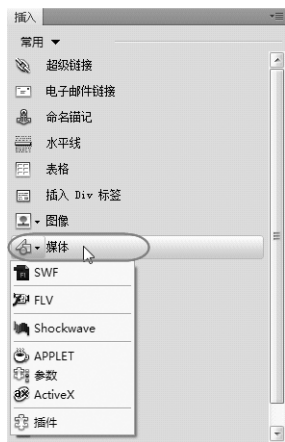 插入
常用
超级链接
电子邮件链接
命名锚记
水平线
表格
插入 Div 标签
图像
媒体
SWF
FLV
Shockwave
APPLET
参数
ActiveX
插件